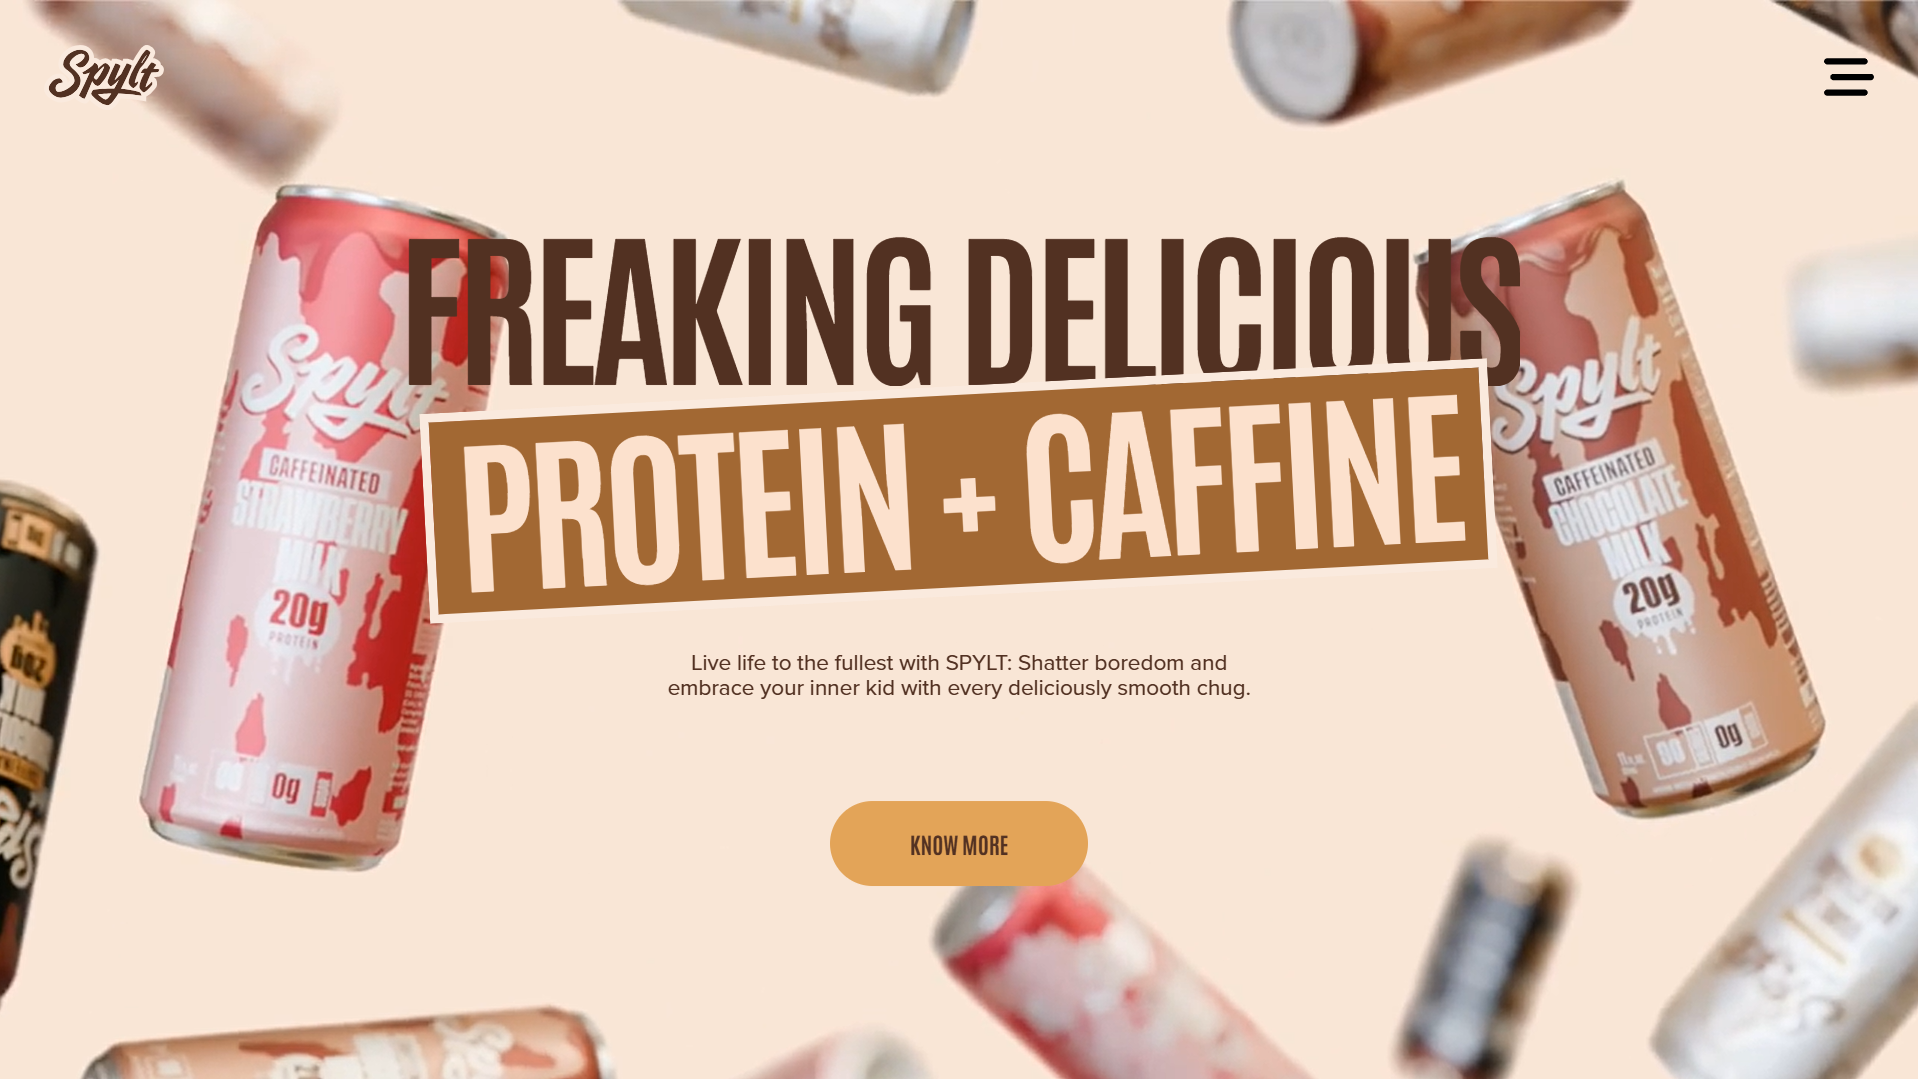 Spylt
FREAKING DELICIOUS
PROTEIN + CAFFINE
Live life to the fullest with SPYLT: Shatter boredom and
embrace your inner kid with every deliciously smooth chug.
KNOW MORE
Spylt
CAFFEINATED
STRAWBERRY
MILK
20g
PROTEIN
0g
Spylt
CAFFEINATED
CHOCOLATE
MILK
20g
PROTEIN
90
0g